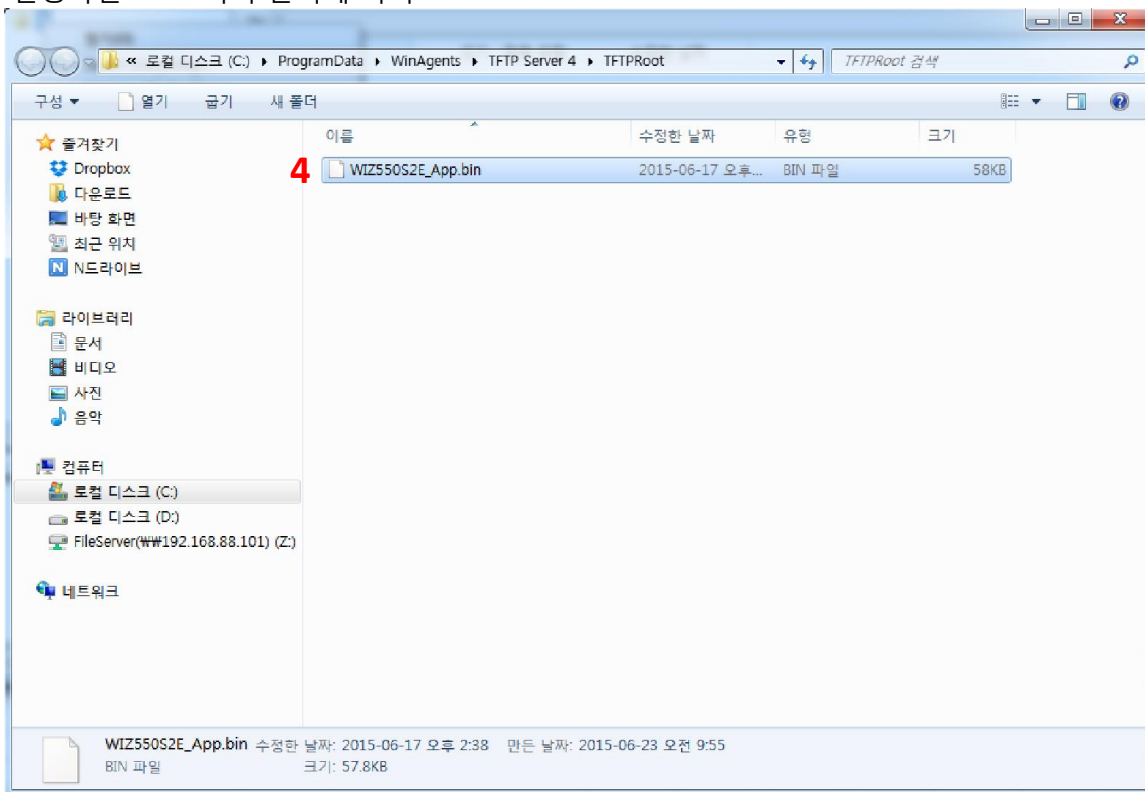 « 로컬 디스크 (C:) ▸ ProgramData ▸ WinAgents ▸ TFTP Server 4 ▸ TFTPRoot
TFTPRoot 검색
구성 ▼ 열기 굽기 새 폴더
이름 수정한 날짜 유형 크기
4 WIZ550S2E_App.bin 2015-06-17 오후... BIN 파일 58KB
즐겨찾기
Dropbox
다운로드
바탕 화면
최근 위치
N드라이브
라이브러리
문서
비디오
사진
음악
컴퓨터
로컬 디스크 (C:)
로컬 디스크 (D:)
FileServer(₩₩192.168.88.101) (Z:)
네트워크
WIZ550S2E_App.bin 수정한 날짜: 2015-06-17 오후 2:38 만든 날짜: 2015-06-23 오전 9:55
BIN 파일 크기: 57.8KB